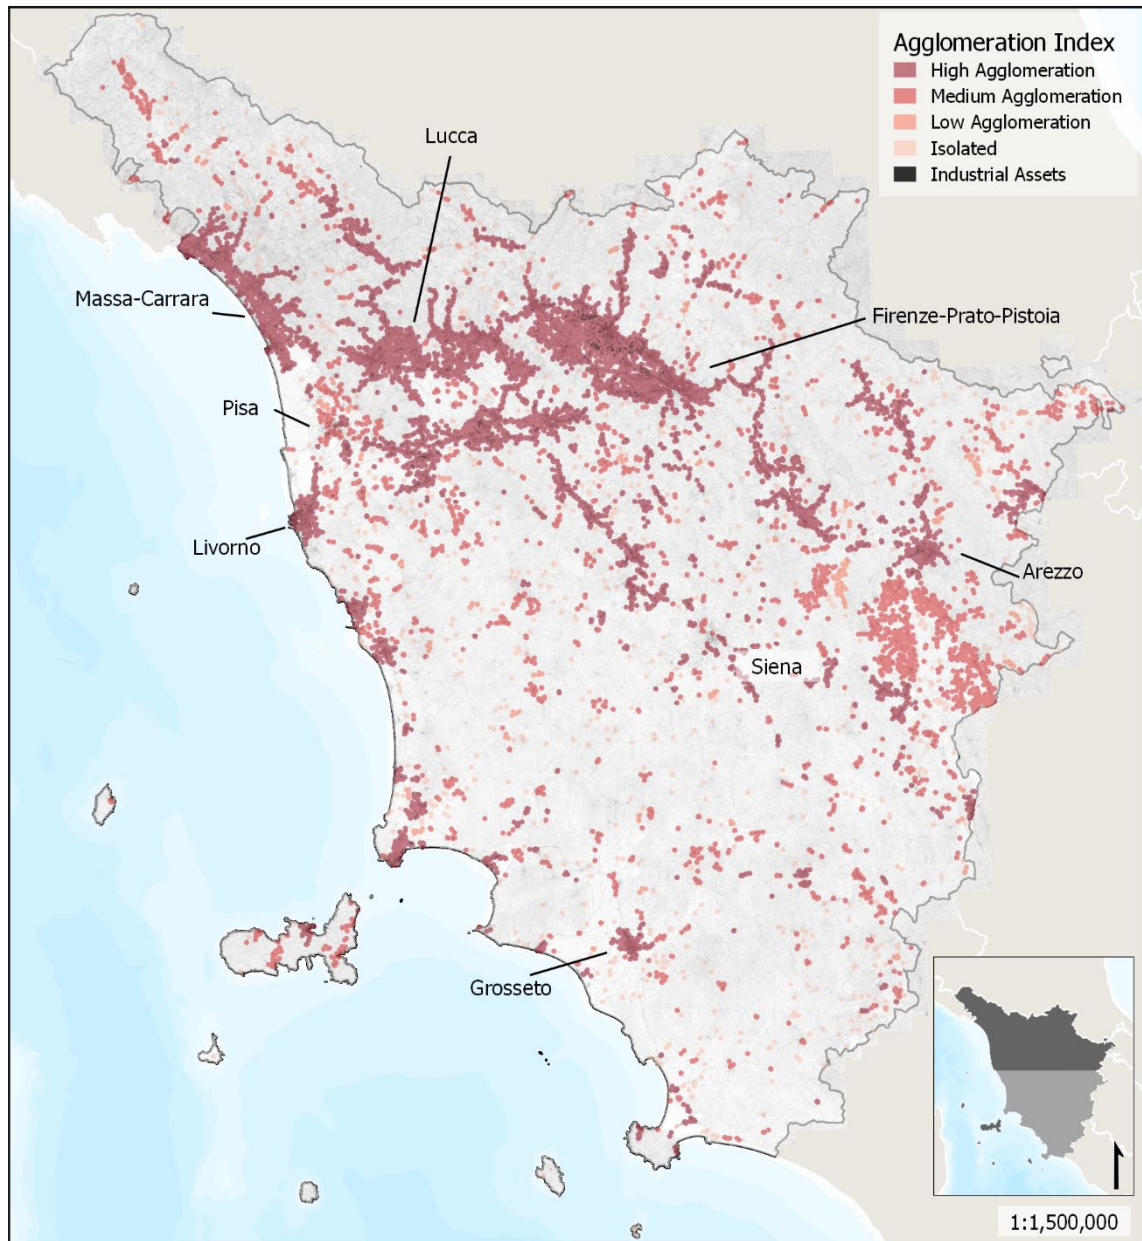 Agglomeration Index
High Agglomeration
Medium Agglomeration
Low Agglomeration
Isolated
Industrial Assets
Lucca
Massa-Carrara
Firenze-Prato-Pistoia
Pisa
Livorno
Arezzo
Siena
Grosseto
1:1,500,000